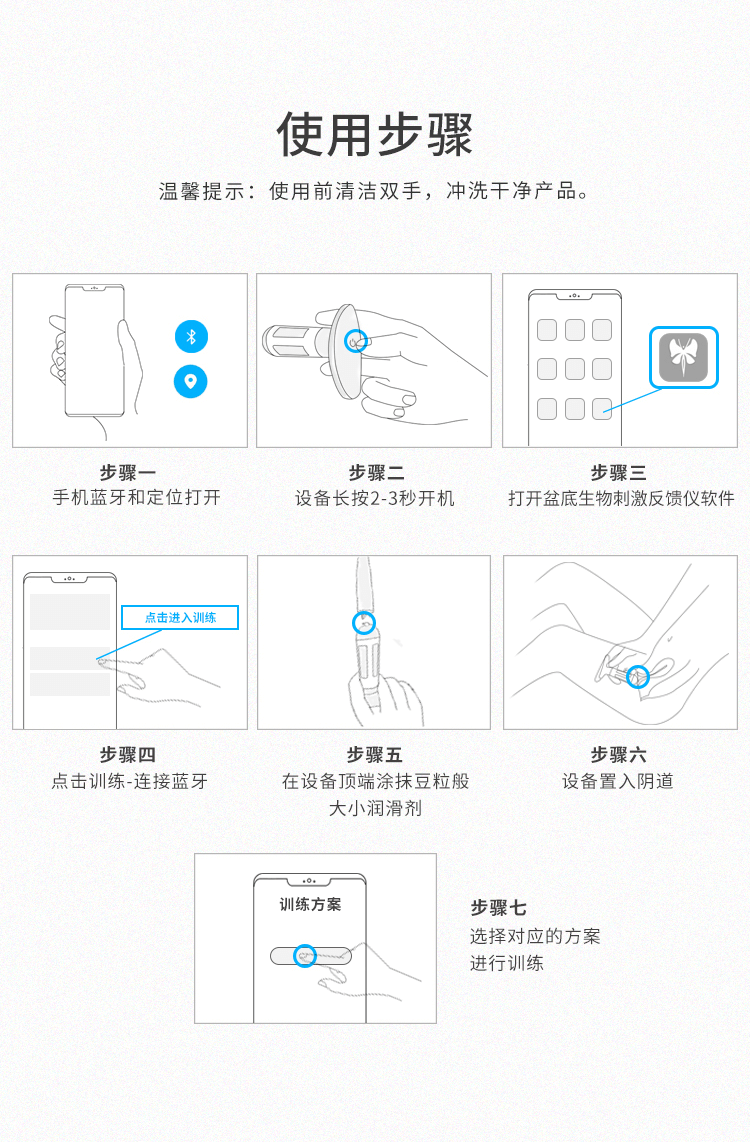 使用步骤
温馨提示：使用前清洁双手，冲洗干净产品。
步骤一
手机蓝牙和定位打开
步骤二
设备长按2-3秒开机
步骤三
打开盆底生物刺激反馈仪软件
点击进入训练
步骤四
点击训练-连接蓝牙
步骤五
在设备顶端涂抹豆粒般
大小润滑剂
步骤六
设备置入阴道
训练方案
步骤七
选择对应的方案
进行训练